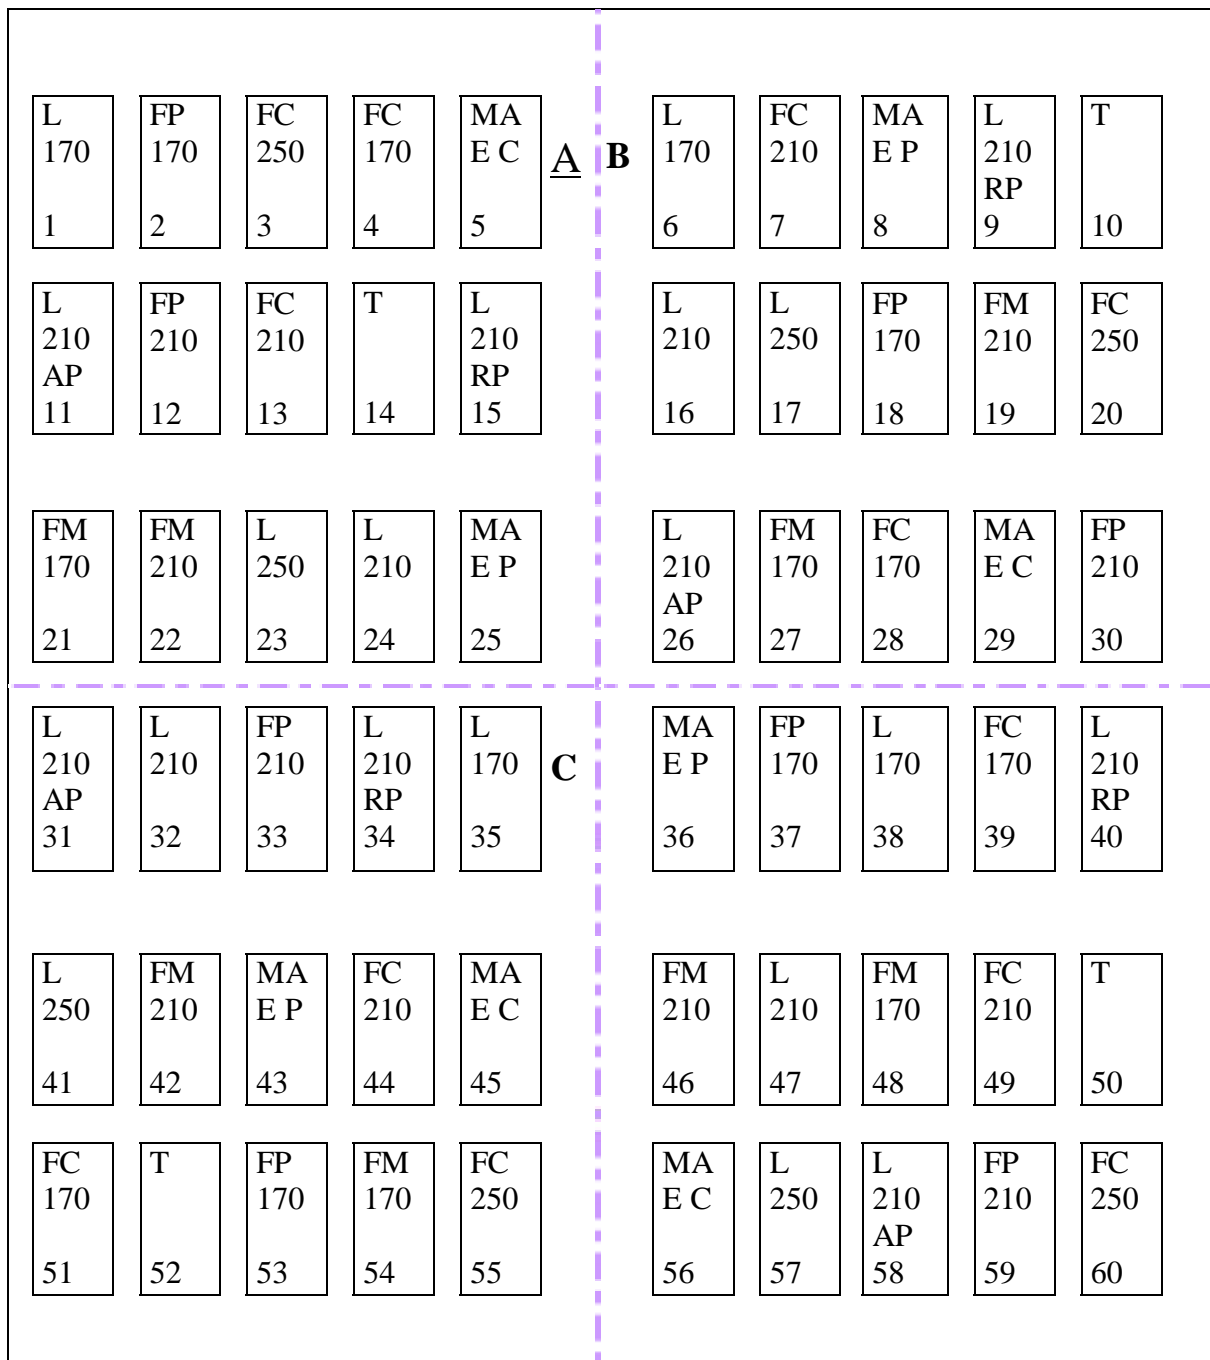 L FP FC FC MA L FC MA L T
170 170 250 170 E C A B 170 210 E P 210
RP
1 2 3 4 5 6 7 8 9 10
L FP FC T L L L FP FM FC
210 210 210 210 210 250 170 210 250
AP RP
11 12 13 14 15 16 17 18 19 20
FM FM L L MA L FM FC MA FP
170 210 250 210 E P 210 170 170 E C 210
AP
21 22 23 24 25 26 27 28 29 30
L L FP L L MA FP L FC L
210 210 210 210 170 C E P 170 170 170 210
AP RP RP
31 32 33 34 35 36 37 38 39 40
L FM MA FC MA FM L FM FC T
250 210 E P 210 E C 210 210 170 210
41 42 43 44 45 46 47 48 49 50
FC T FP FM FC MA L L FP FC
170 170 170 250 E C 250 210 210 250
AP
51 52 53 54 55 56 57 58 59 60